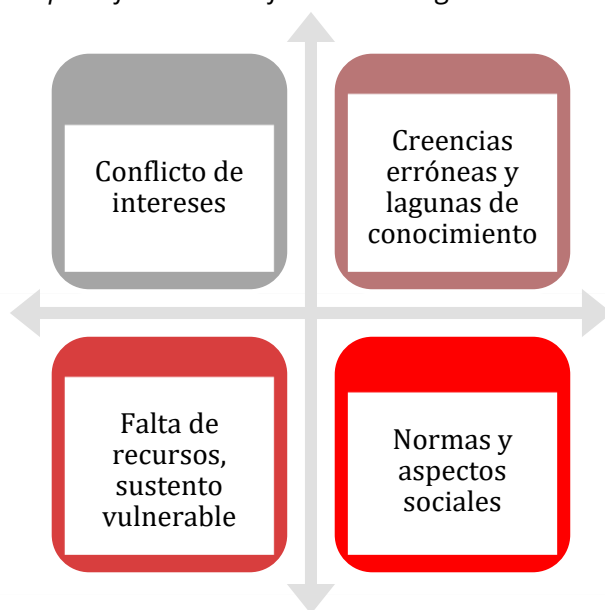 Conflicto de
intereses
Creencias
erróneas y
lagunas de
conocimiento
Falta de
recursos,
sustento
vulnerable
Normas y
aspectos
sociales